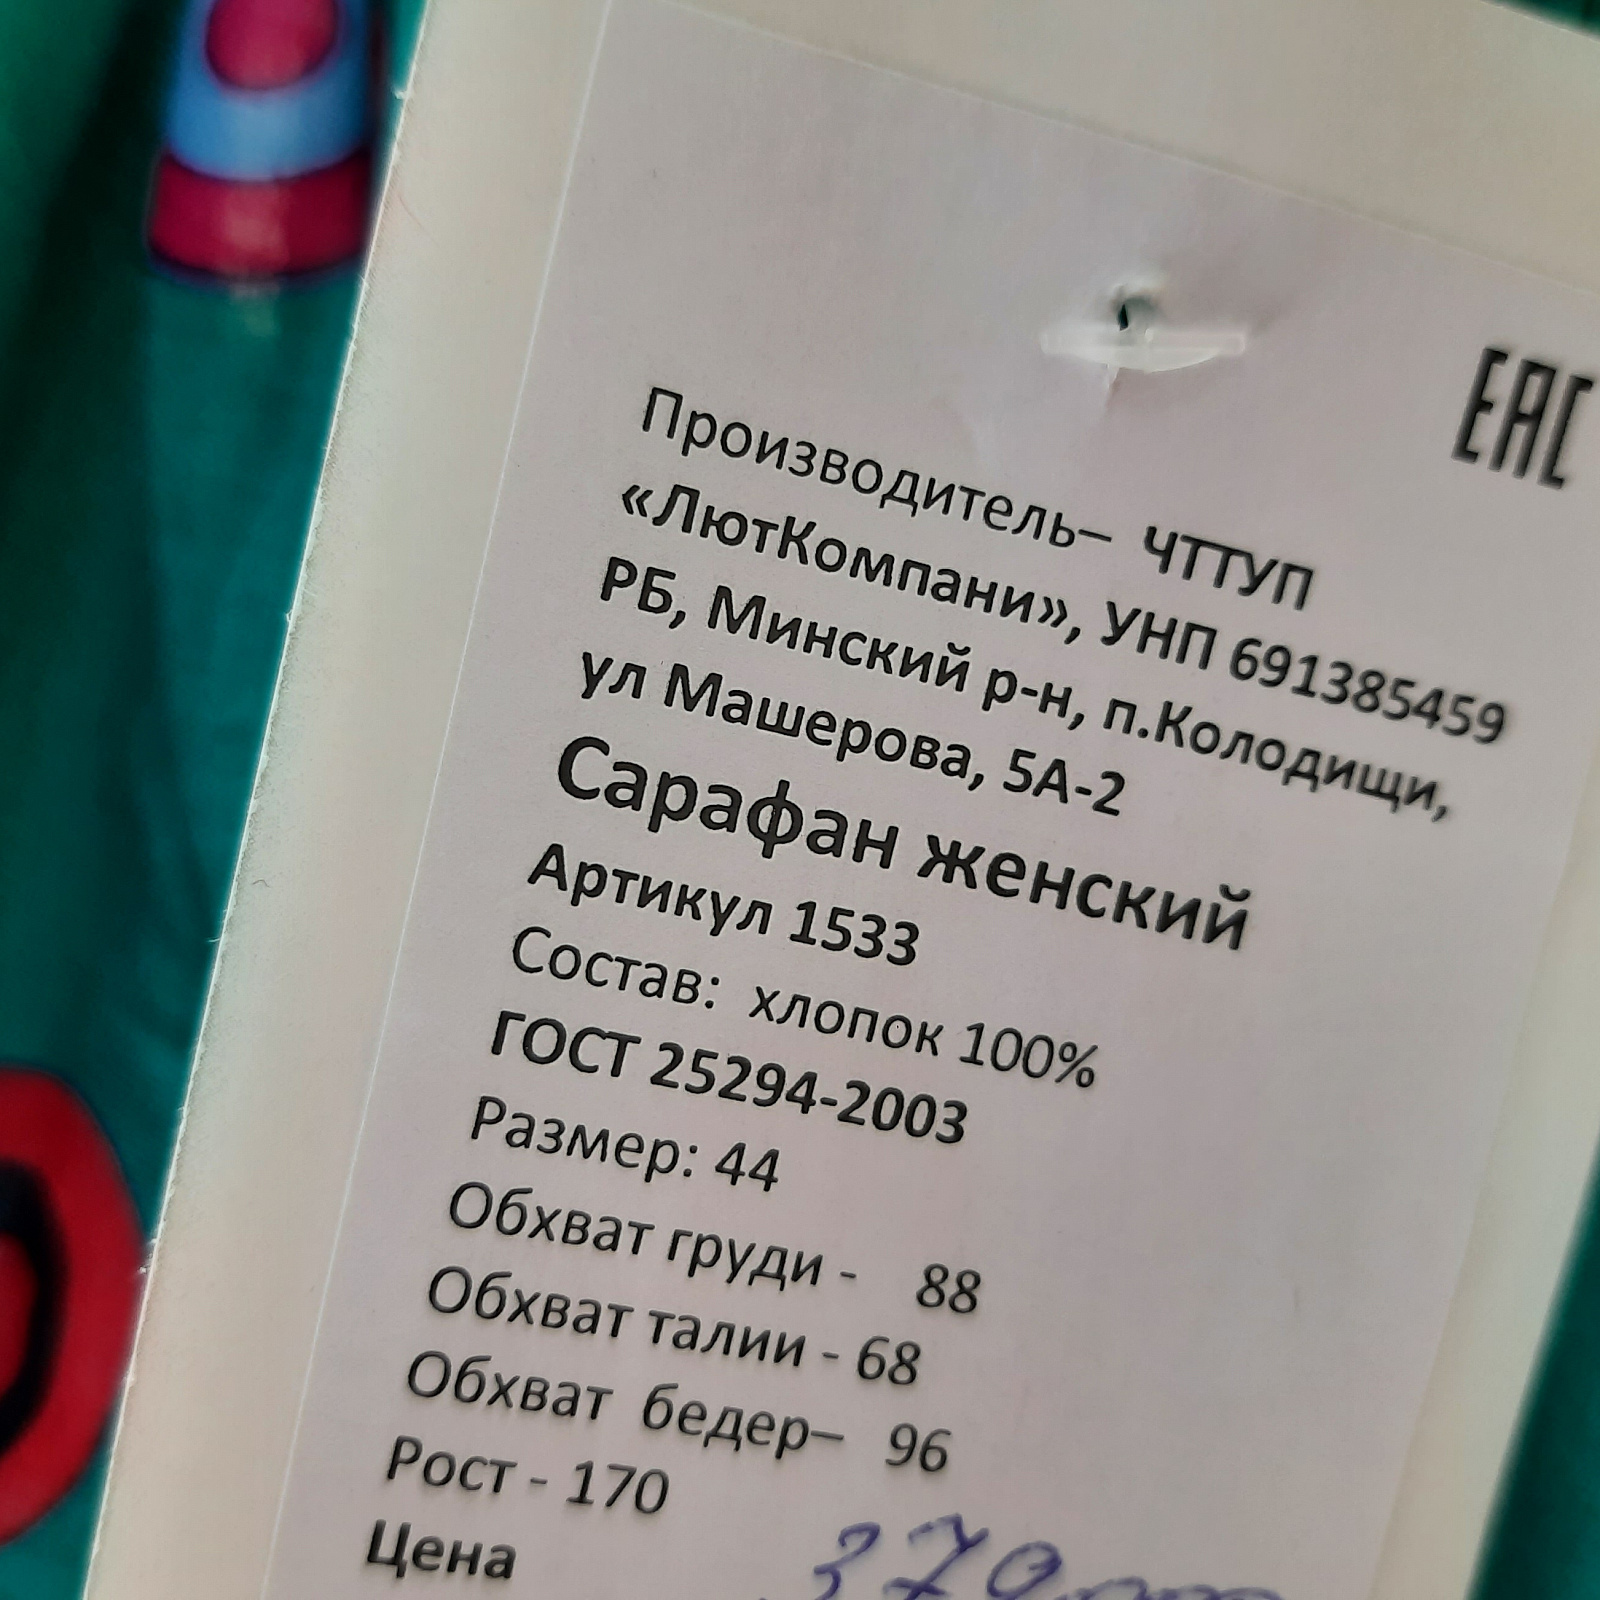 ЕАС
Производитель– ЧТТУП
«ЛютКомпани», УНП 691385459
РБ, Минский р-н, п.Колодищи,
ул Машерова, 5А-2
Сарафан женский
Артикул 1533
Состав: хлопок 100%
ГОСТ 25294-2003
Размер: 44
Обхват груди - 88
Обхват талии - 68
Обхват бедер– 96
Рост - 170
Цена